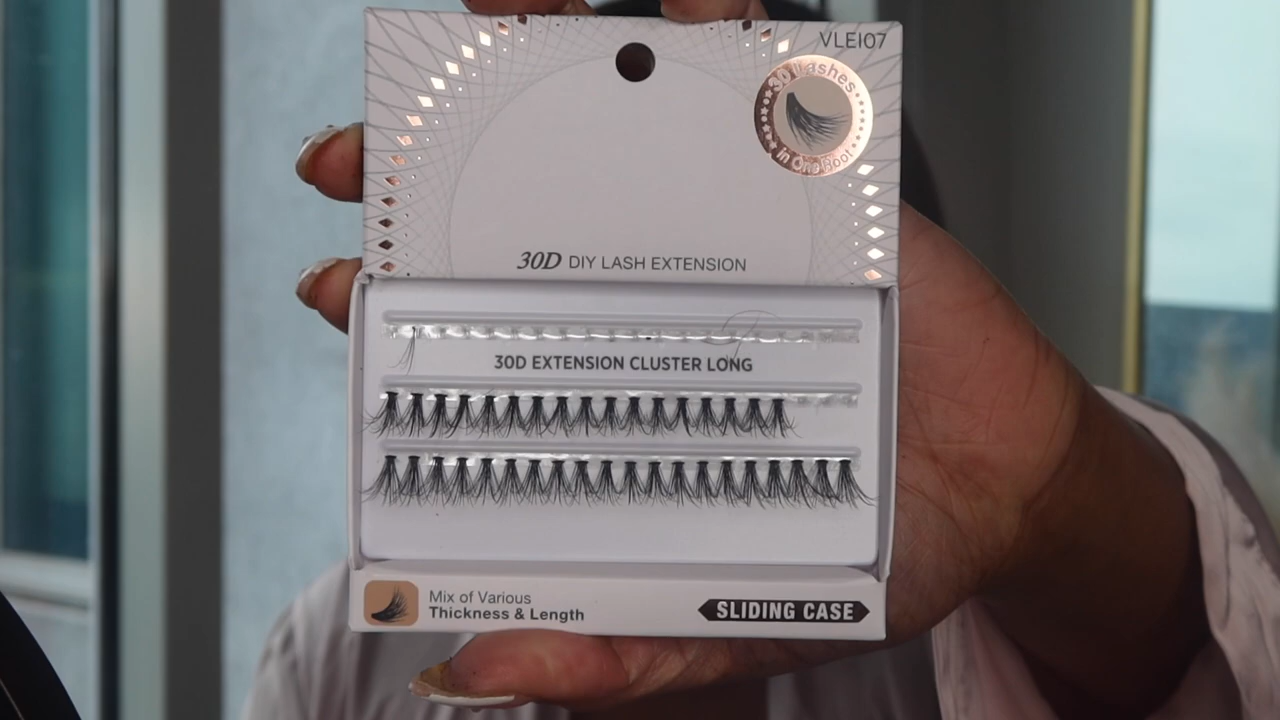 VLEI07
30 Lashes
in One Boot
30D DIY LASH EXTENSION
30D EXTENSION CLUSTER LONG
Mix of Various
Thickness & Length
SLIDING CASE